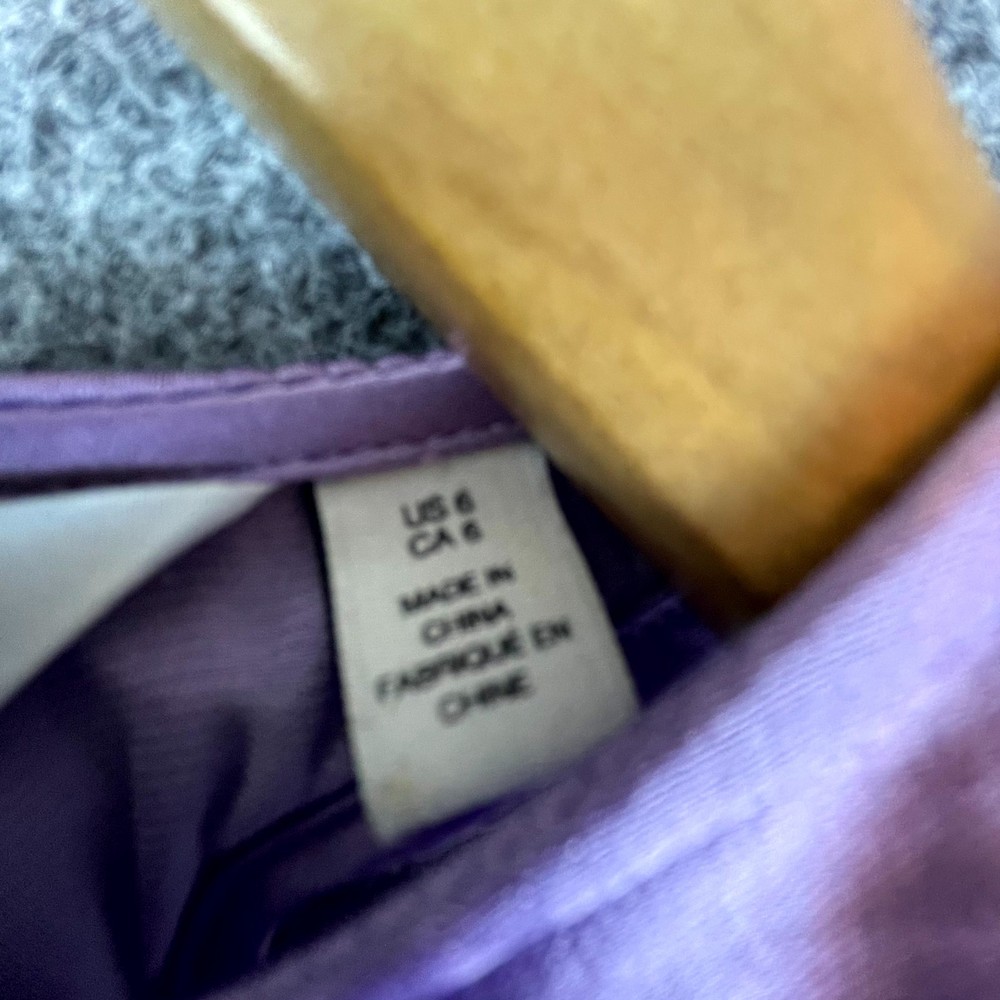 US 6
CA 6
MADE IN
CHINA
FABRIQUÉ EN
CHINE